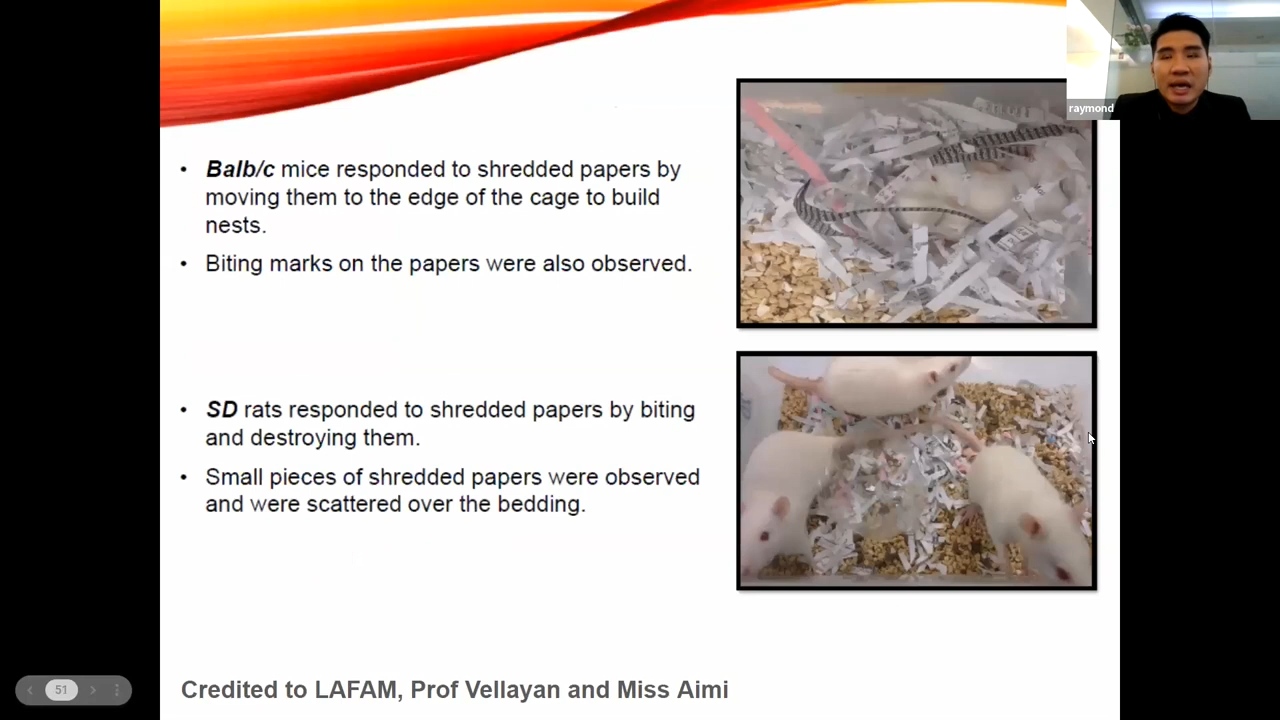 raymond
• Balb/c mice responded to shredded papers by
moving them to the edge of the cage to build
nests.
• Biting marks on the papers were also observed.
• SD rats responded to shredded papers by biting
and destroying them.
• Small pieces of shredded papers were observed
and were scattered over the bedding.
51
Credited to LAFAM, Prof Vellayan and Miss Aimi